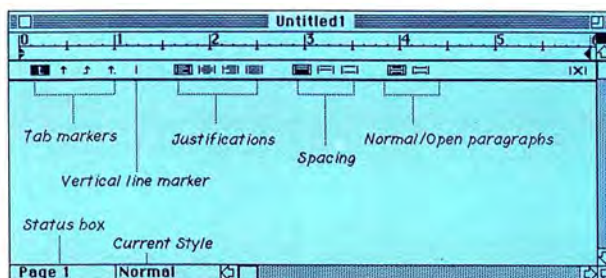 Untitled1
0 1 2 3 4 5 6
Tab markers
Justifications
Normal/Open paragraphs
Spacing
Vertical line marker
Status box
Current Style
Page 1 Normal